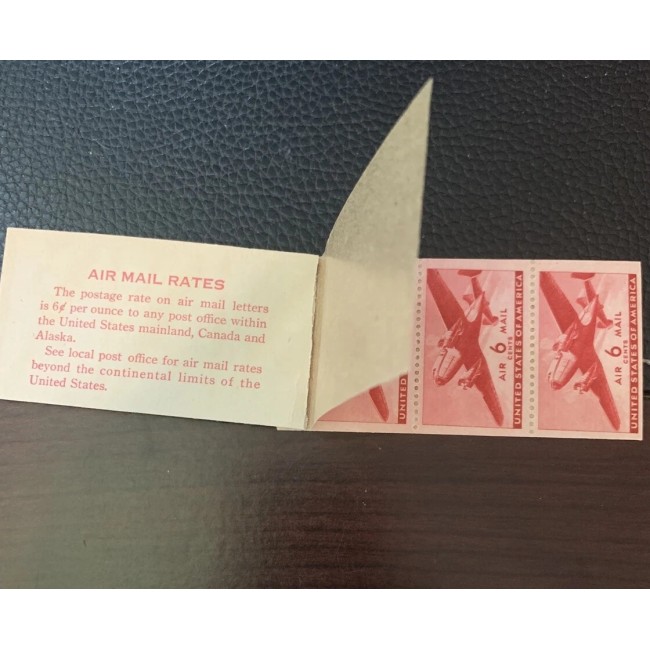 AIR MAIL RATES
The postage rate on air mail letters
is 6¢ per ounce to any post office within
the United States mainland, Canada and
Alaska.
See local post office for air mail rates
beyond the continental limits of the
United States.
UNITED
AIR 6 CENTS MAIL
UNITED STATES OF AMERICA
AIR 6 CENTS MAIL
UNITED STATES OF AMERICA